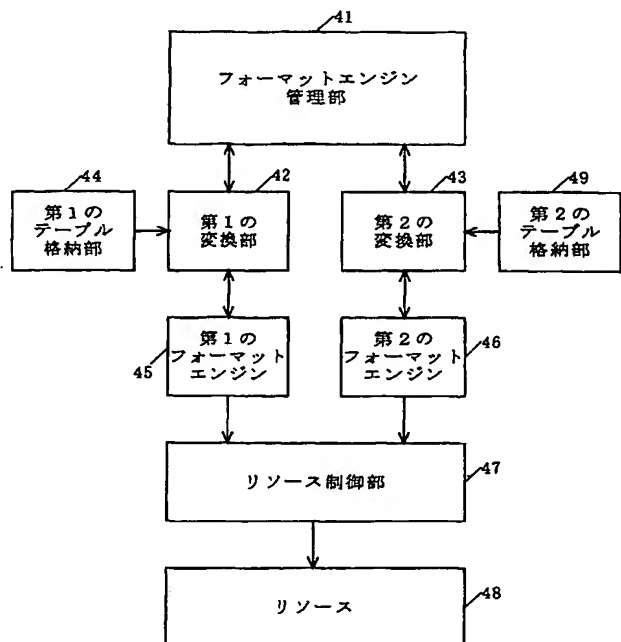 41
フォーマットエンジン
管理部
44
42
43
49
第1の
テーブル
格納部
第1の
変換部
第2の
変換部
第2の
テーブル
格納部
45
第1の
フォーマット
エンジン
第2の
フォーマット
エンジン
46
リソース制御部
47
リソース
48